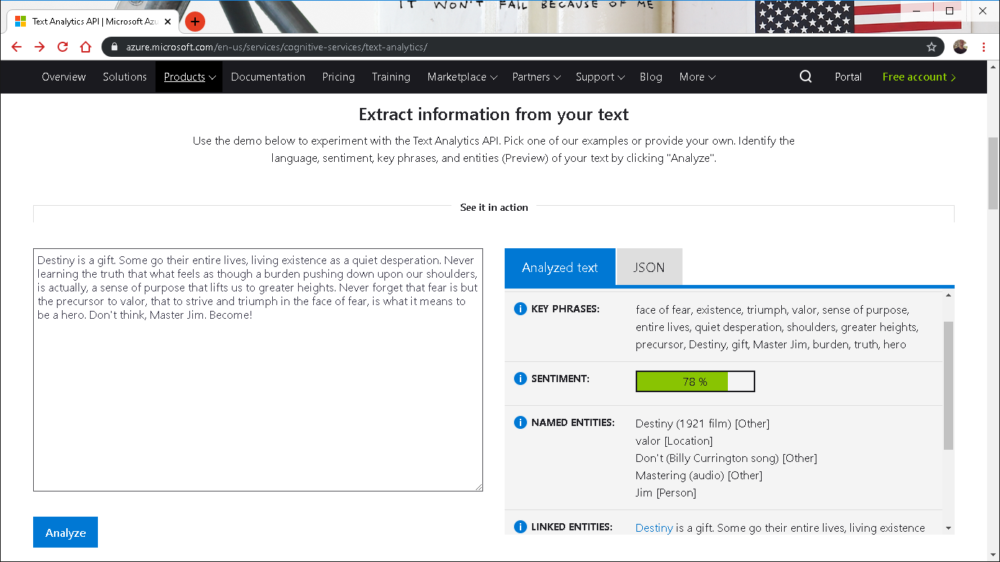 IT WON'T FAIL BECAUSE OF ME
Text Analytics API | Microsoft Azu
azure.microsoft.com/en-us/services/cognitive-services/text-analytics/
Overview Solutions Products Documentation Pricing Training Marketplace Partners Support Blog More Portal Free account
Extract information from your text
Use the demo below to experiment with the Text Analytics API. Pick one of our examples or provide your own. Identify the
language, sentiment, key phrases, and entities (Preview) of your text by clicking "Analyze".
See it in action
Destiny is a gift. Some go their entire lives, living existence as a quiet desperation. Never
learning the truth that what feels as though a burden pushing down upon our shoulders,
is actually, a sense of purpose that lifts us to greater heights. Never forget that fear is but
the precursor to valor, that to strive and triumph in the face of fear, is what it means to
be a hero. Don't think, Master Jim. Become!
Analyze
Analyzed text JSON
KEY PHRASES: face of fear, existence, triumph, valor, sense of purpose,
entire lives, quiet desperation, shoulders, greater heights,
precursor, Destiny, gift, Master Jim, burden, truth, hero
SENTIMENT: 78 %
NAMED ENTITIES: Destiny (1921 film) [Other]
valor [Location]
Don't (Billy Currington song) [Other]
Mastering (audio) [Other]
Jim [Person]
LINKED ENTITIES: Destiny is a gift. Some go their entire lives, living existence